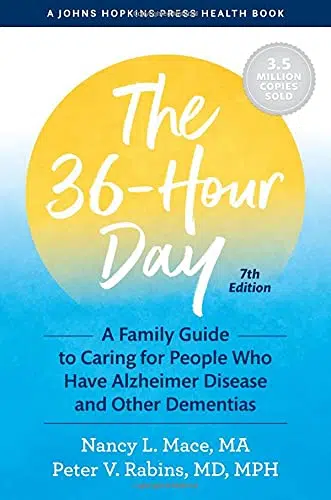 A JOHNS HOPKINS PRESS HEALTH BOOK
3.5
MILLION
COPIES
SOLD
The
36-Hour
Day
7th
Edition
A Family Guide
to Caring for People Who
Have Alzheimer Disease
and Other Dementias
Nancy L. Mace, MA
Peter V. Rabins, MD, MPH